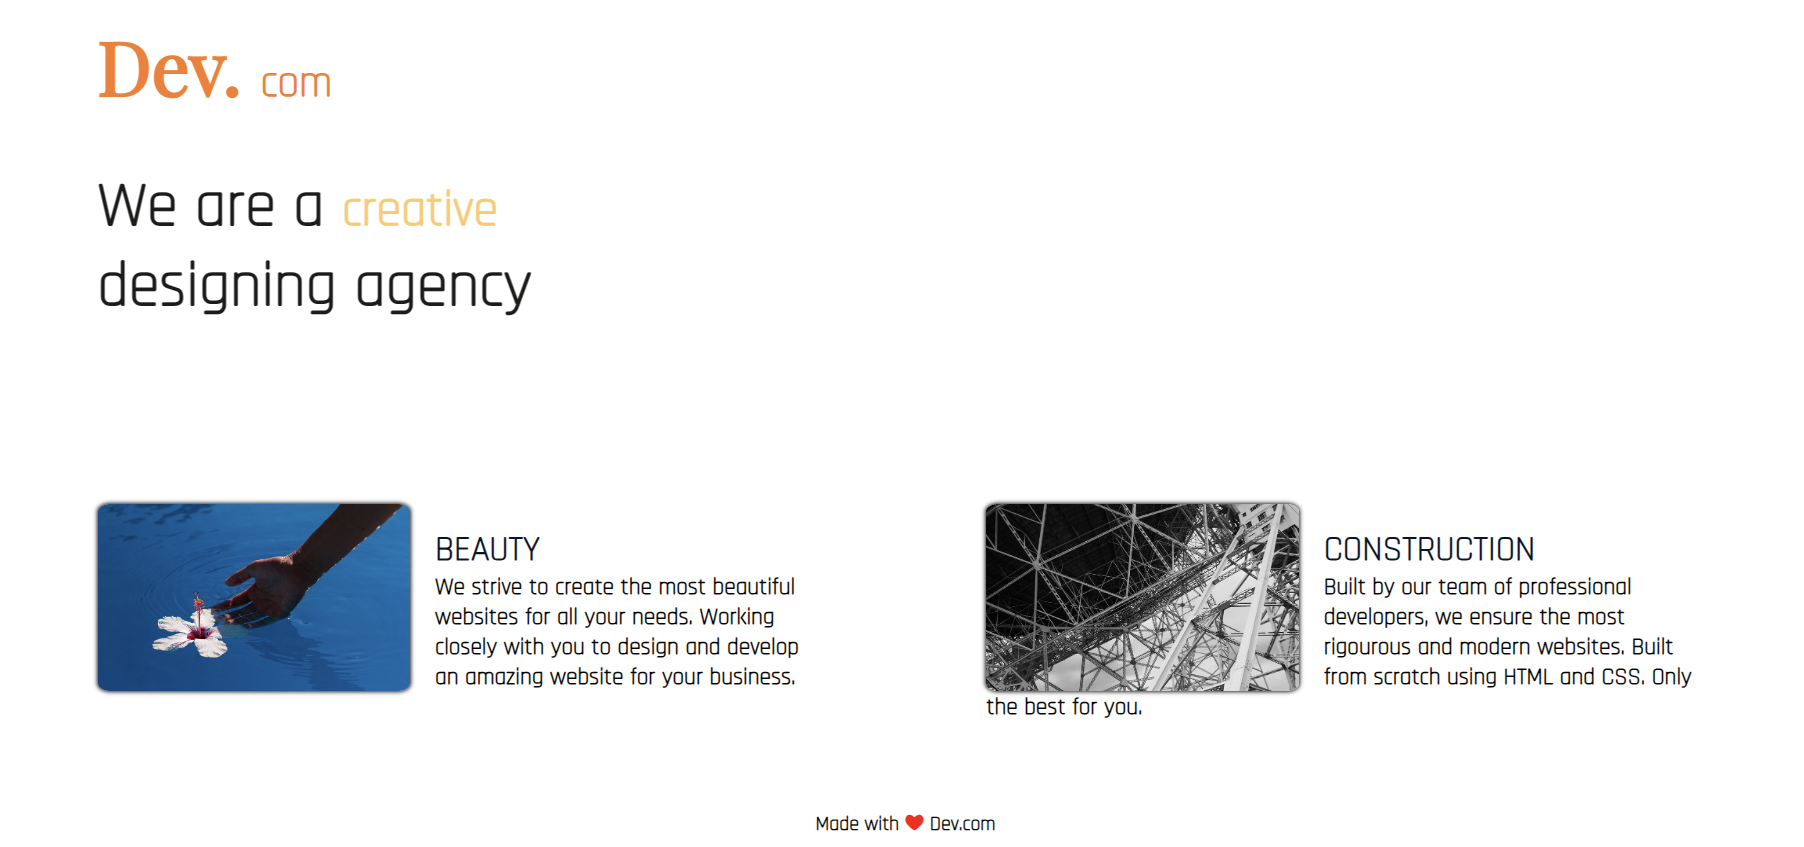 Dev. com
We are a creative
designing agency
BEAUTY
We strive to create the most beautiful
websites for all your needs. Working
closely with you to design and develop
an amazing website for your business.
CONSTRUCTION
Built by our team of professional
developers, we ensure the most
rigourous and modern websites. Built
from scratch using HTML and CSS. Only
the best for you.
Made with ❤ Dev.com